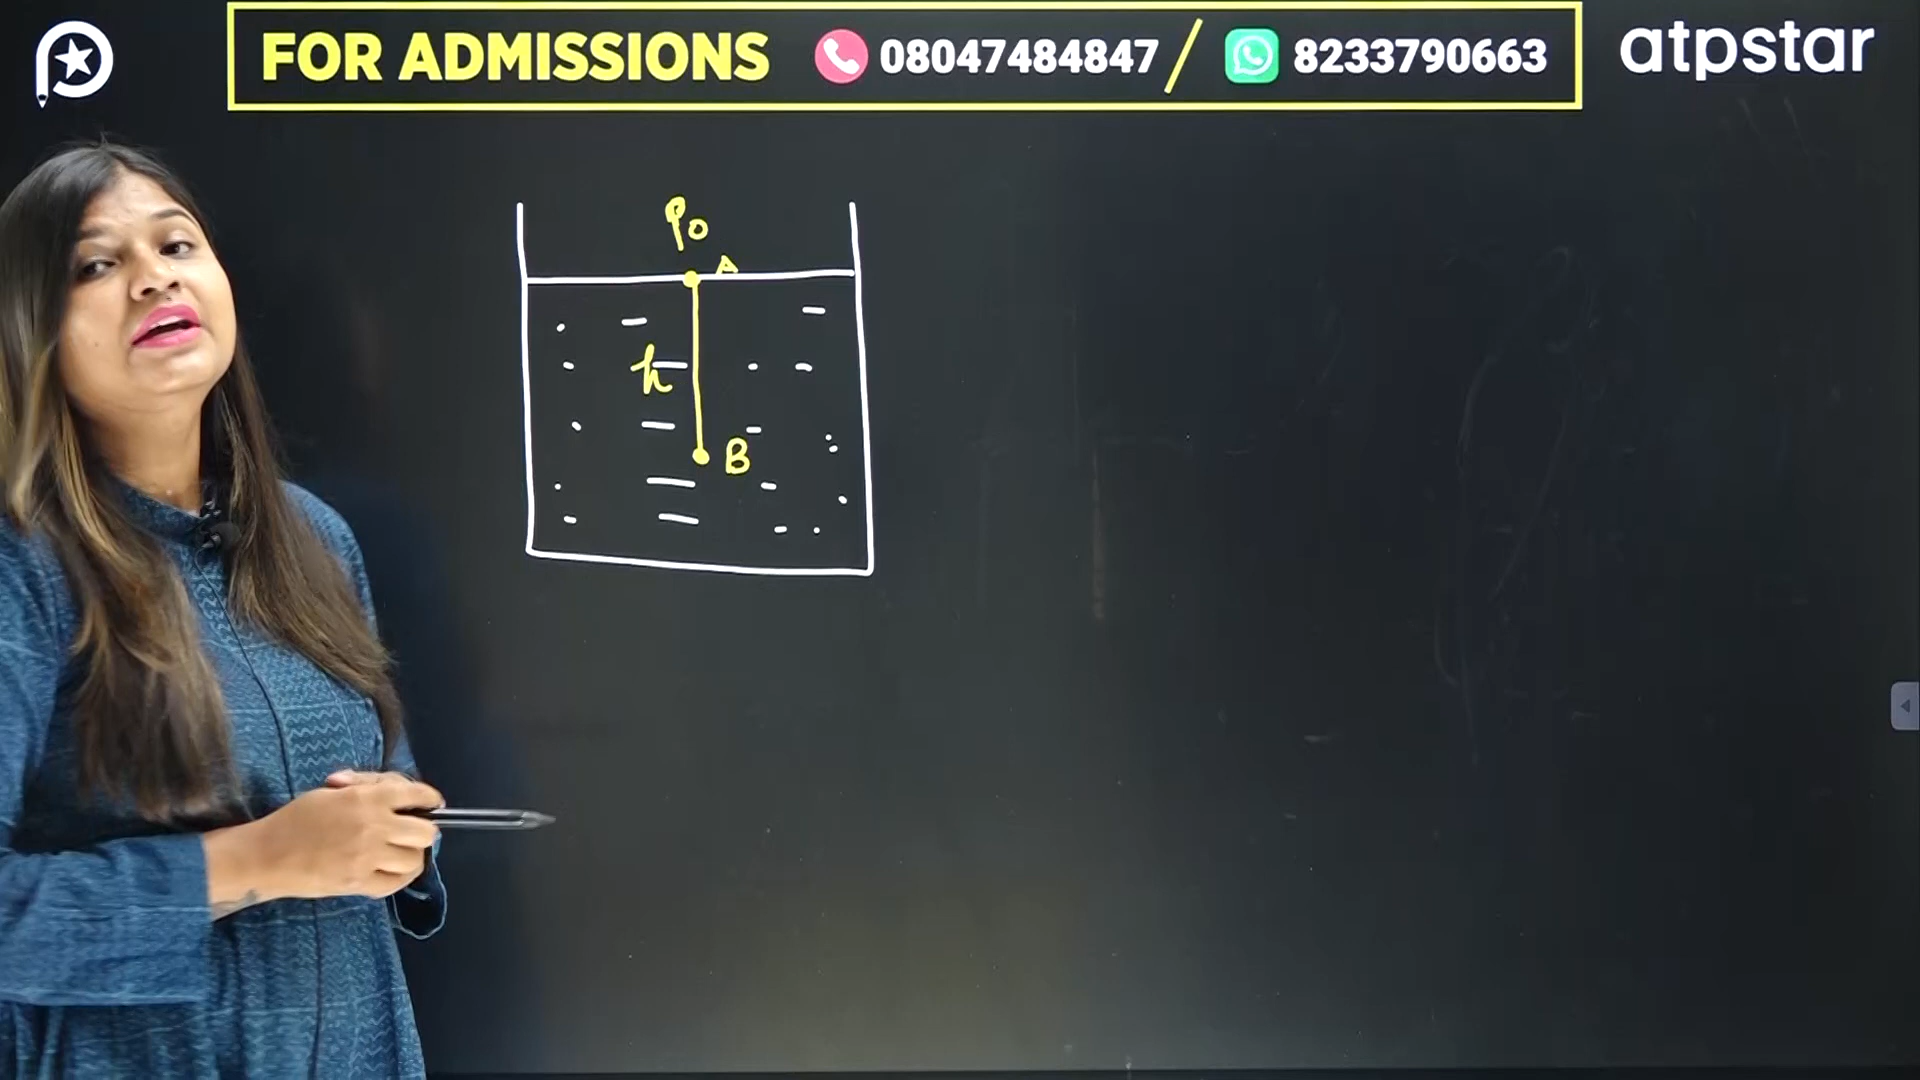 FOR ADMISSIONS 08047484847 / 8233790663
atpstar
P₀
A
h
B